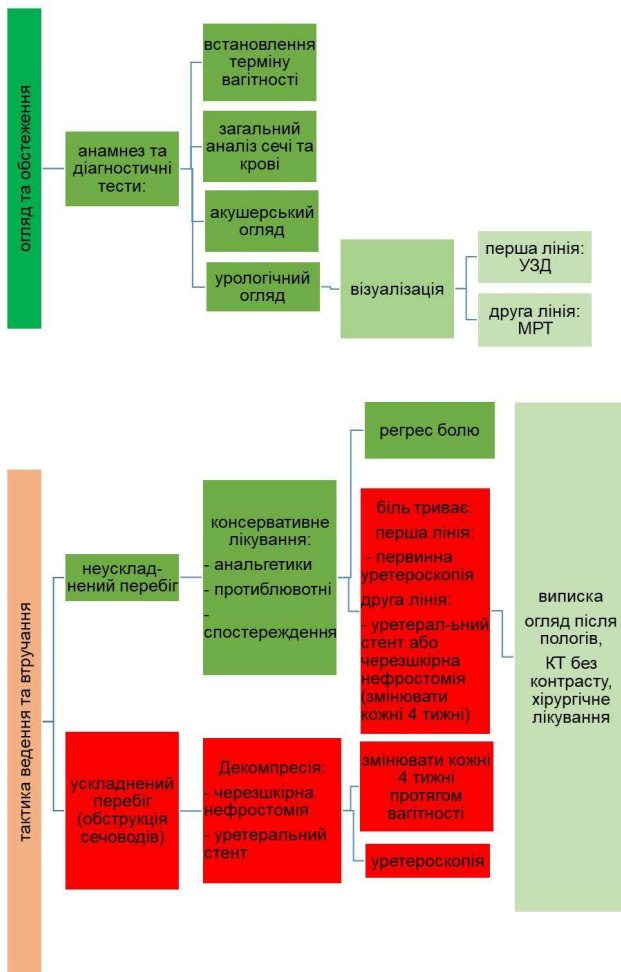 огляд та обстеження
анамнез та
діагностичні
тести:
встановлення
терміну
вагітності
загальний
аналіз сечі та
крові
акушерський
огляд
урологічний
огляд
візуалізація
перша лінія:
УЗД
друга лінія:
МРТ
тактика ведення та втручання
неусклад-
нений перебіг
консервативне
лікування:
- анальгетики
- протиблювотні
-
спостереждення
регрес болю
біль триває:
перша лінія:
- первинна
уретероскопія
друга лінія:
- уретерал-ьний
стент або
черезшкірна
нефростомія
(змінювати
кожні 4 тижні)
ускладнений
перебіг
(обструкція
сечоводів)
Декомпресія:
- черезшкірна
нефростомія
- уретеральний
стент
змінювати кожні
4 тижні
протягом
вагітності
уретероскопія
виписка
огляд після
пологів,
КТ без
контрасту,
хірургічне
лікування